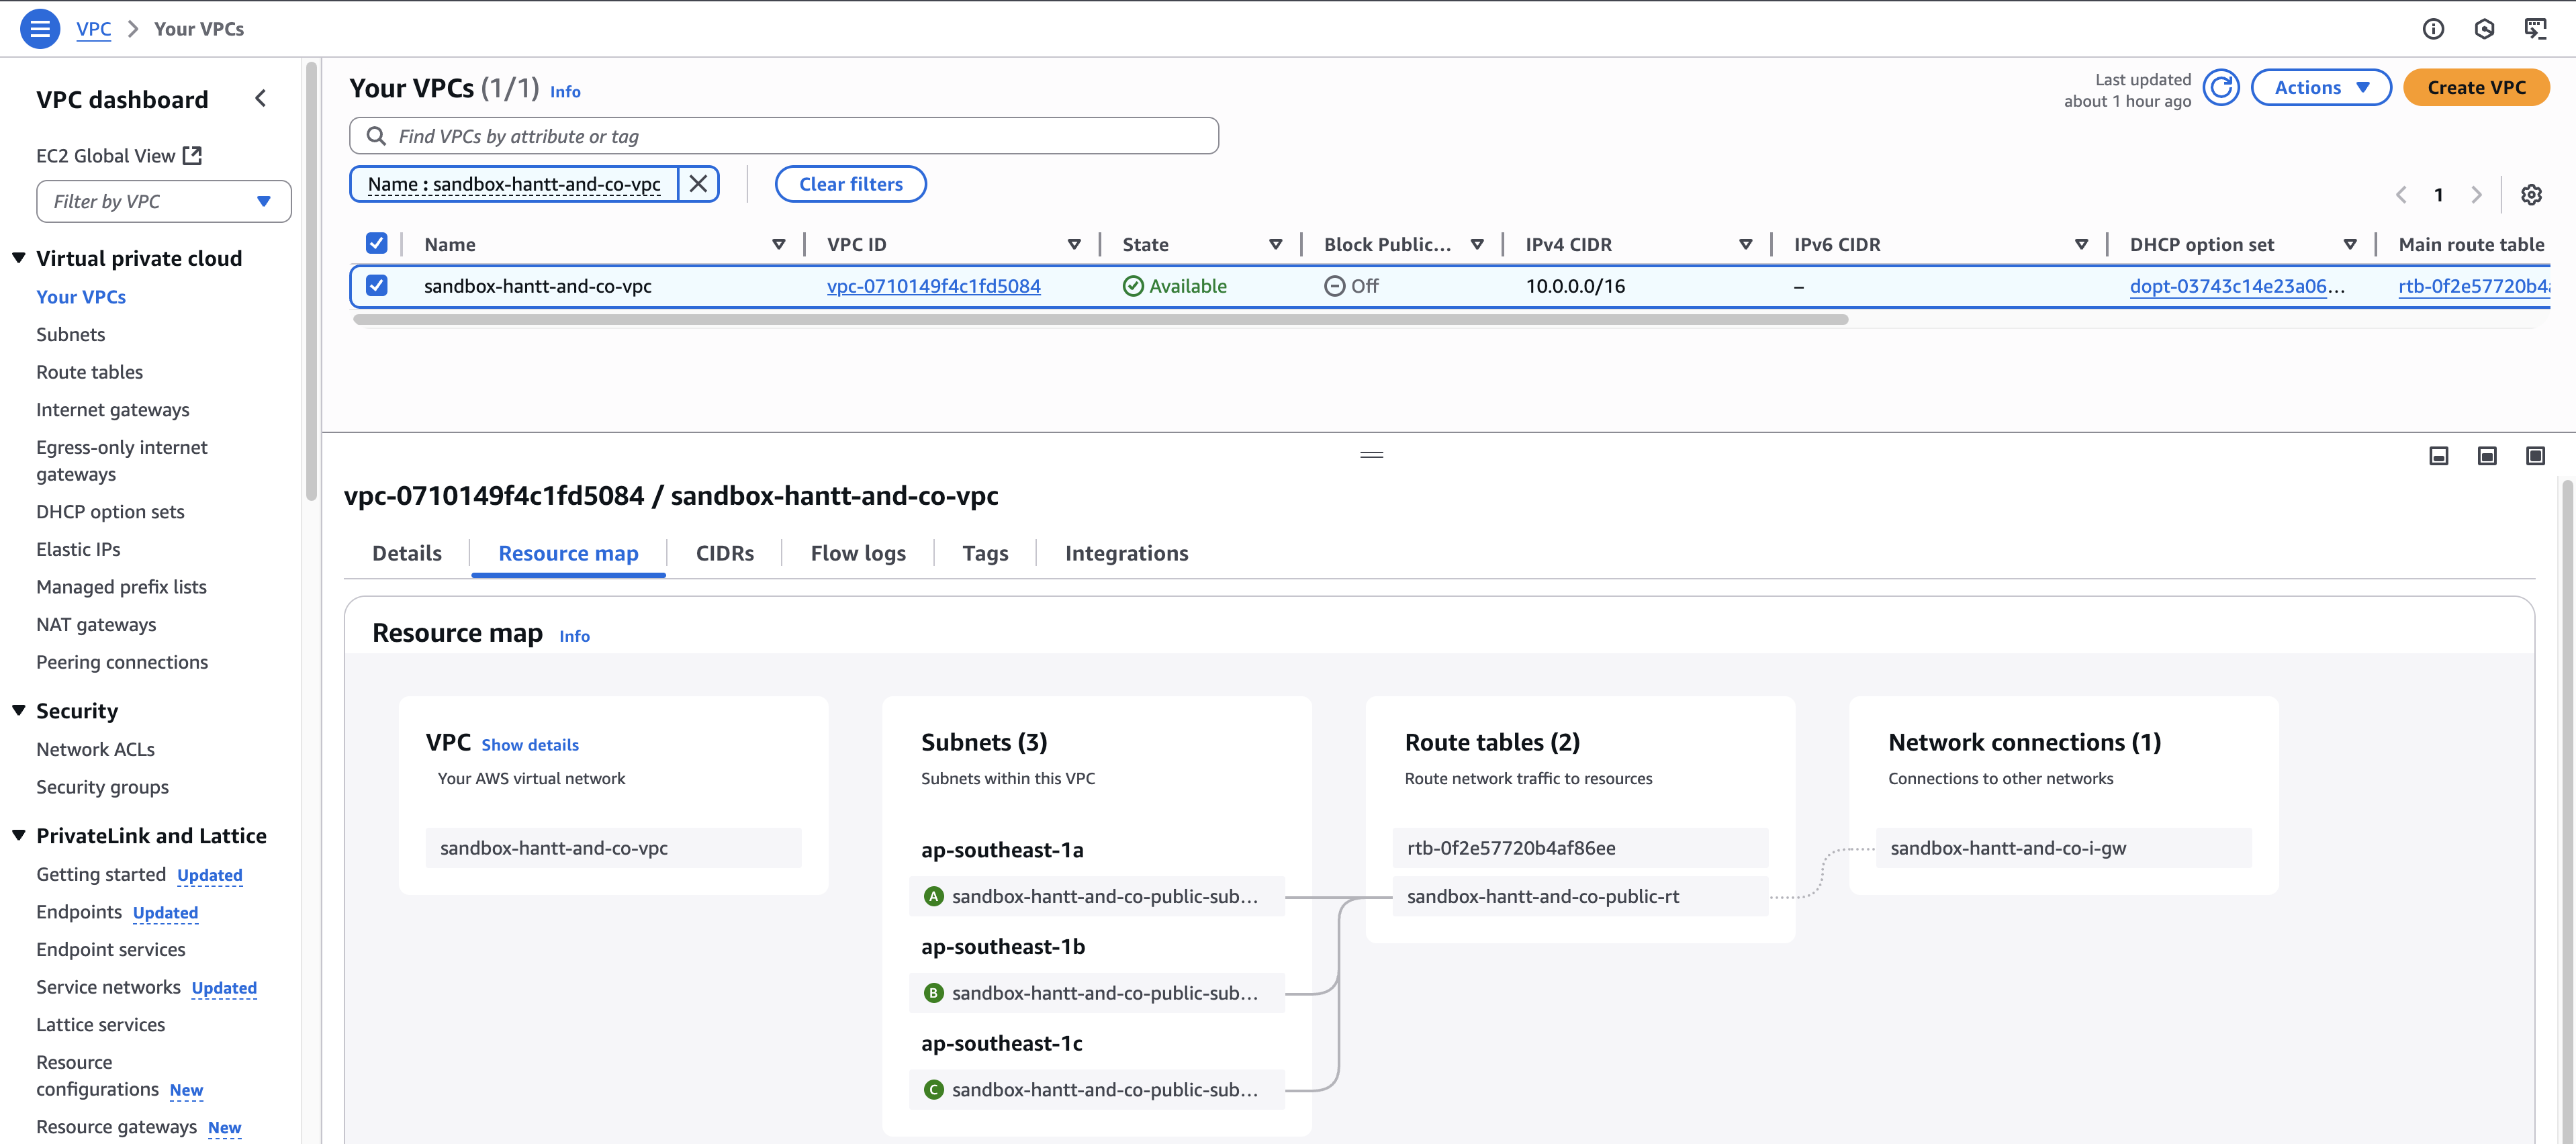 VPC
Your VPCs
VPC dashboard
EC2 Global View
Filter by VPC
Virtual private cloud
Your VPCs
Subnets
Route tables
Internet gateways
Egress-only internet
gateways
DHCP option sets
Elastic IPs
Managed prefix lists
NAT gateways
Peering connections
Security
Network ACLs
Security groups
PrivateLink and Lattice
Getting started Updated
Endpoints Updated
Endpoint services
Service networks Updated
Lattice services
Resource
configurations New
Resource gateways New
Your VPCs (1/1) Info
Last updated
about 1 hour ago
Actions
Create VPC
Find VPCs by attribute or tag
Name : sandbox-hantt-and-co-vpc
Clear filters
1
Name VPC ID State Block Public... IPv4 CIDR IPv6 CIDR DHCP option set Main route table
sandbox-hantt-and-co-vpc vpc-0710149f4c1fd5084 Available Off 10.0.0.0/16 – dopt-03743c14e23a06... rtb-0f2e57720b4
vpc-0710149f4c1fd5084 / sandbox-hantt-and-co-vpc
Details Resource map CIDRs Flow logs Tags Integrations
Resource map Info
VPC Show details
Your AWS virtual network
sandbox-hantt-and-co-vpc
Subnets (3)
Subnets within this VPC
ap-southeast-1a
A sandbox-hantt-and-co-public-sub...
ap-southeast-1b
B sandbox-hantt-and-co-public-sub...
ap-southeast-1c
C sandbox-hantt-and-co-public-sub...
Route tables (2)
Route network traffic to resources
rtb-0f2e57720b4af86ee
sandbox-hantt-and-co-public-rt
Network connections (1)
Connections to other networks
sandbox-hantt-and-co-i-gw